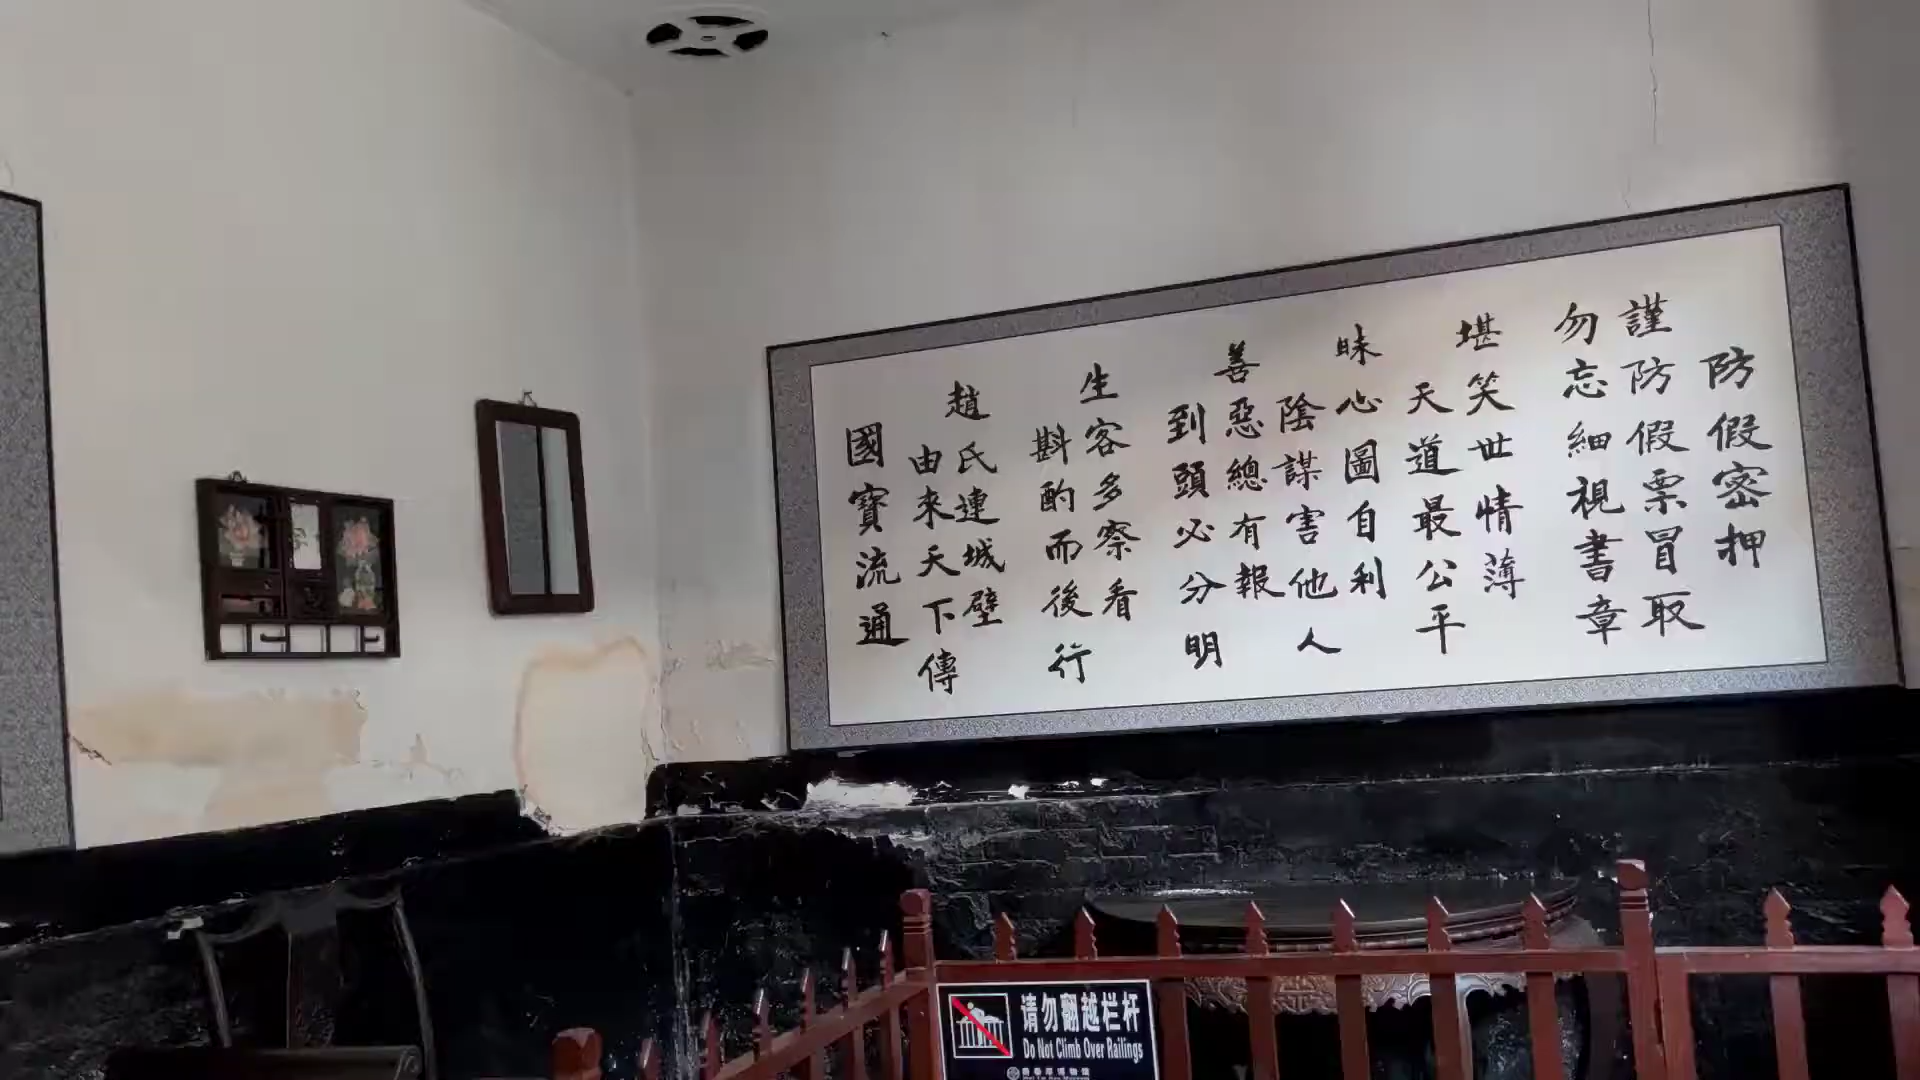 防假密押
謹防假票冒取
勿忘細視書章
堪笑世情薄
天道最公平
昧心圖自利
陰謀害他人
善惡總有報
到頭必分明
生客多察看
斟酌而後行
趙氏連城壁
由來天下傳
國寶流通
请勿翻越栏杆
Do Not Climb Over Railings